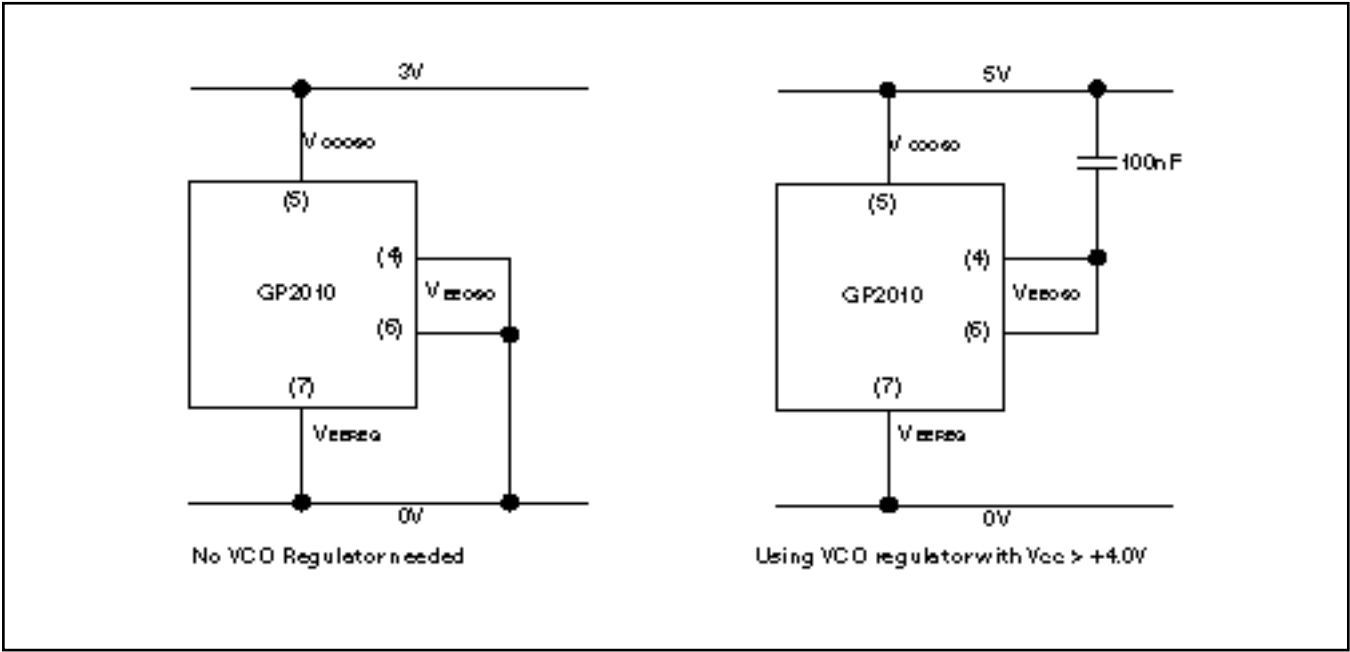 3V
VCCOSC
(5)
(4)
GP2010
VEEOSC
(6)
(7)
VEEREG
0V
No VCO Regulator needed
5V
VCCOSC
100nF
(5)
(4)
GP2010
VEEOSC
(6)
(7)
VEEREG
0V
Using VCO regulator with Vcc > +4.0V